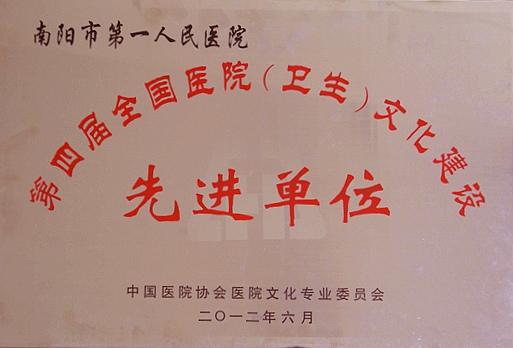 南阳市第一人民医院
第四届全国医院(卫生)文化建设
先进单位
中国医院协会医院文化专业委员会
二〇一二年六月